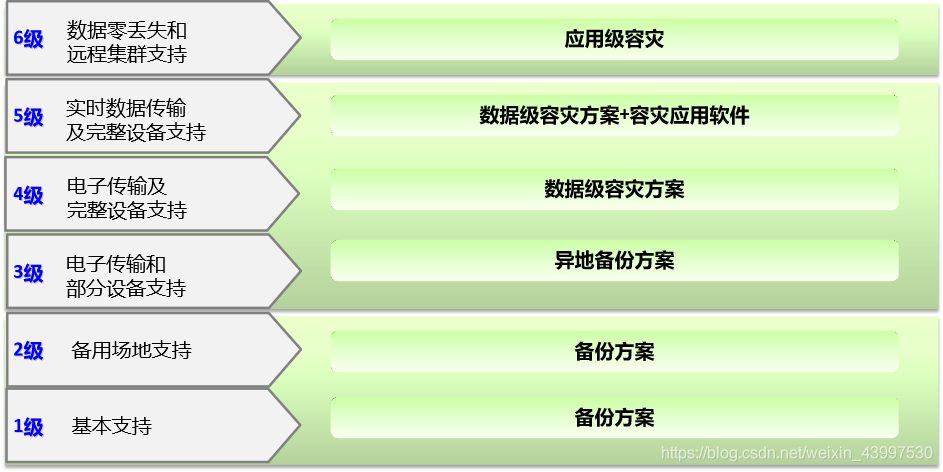 6级
数据零丢失和
远程集群支持
应用级容灾
5级
实时数据传输
及完整设备支持
数据级容灾方案+容灾应用软件
4级
电子传输及
完整设备支持
数据级容灾方案
3级
电子传输和
部分设备支持
异地备份方案
2级
备用场地支持
备份方案
1级
基本支持
备份方案
https://blog.csdn.net/weixin_43997530